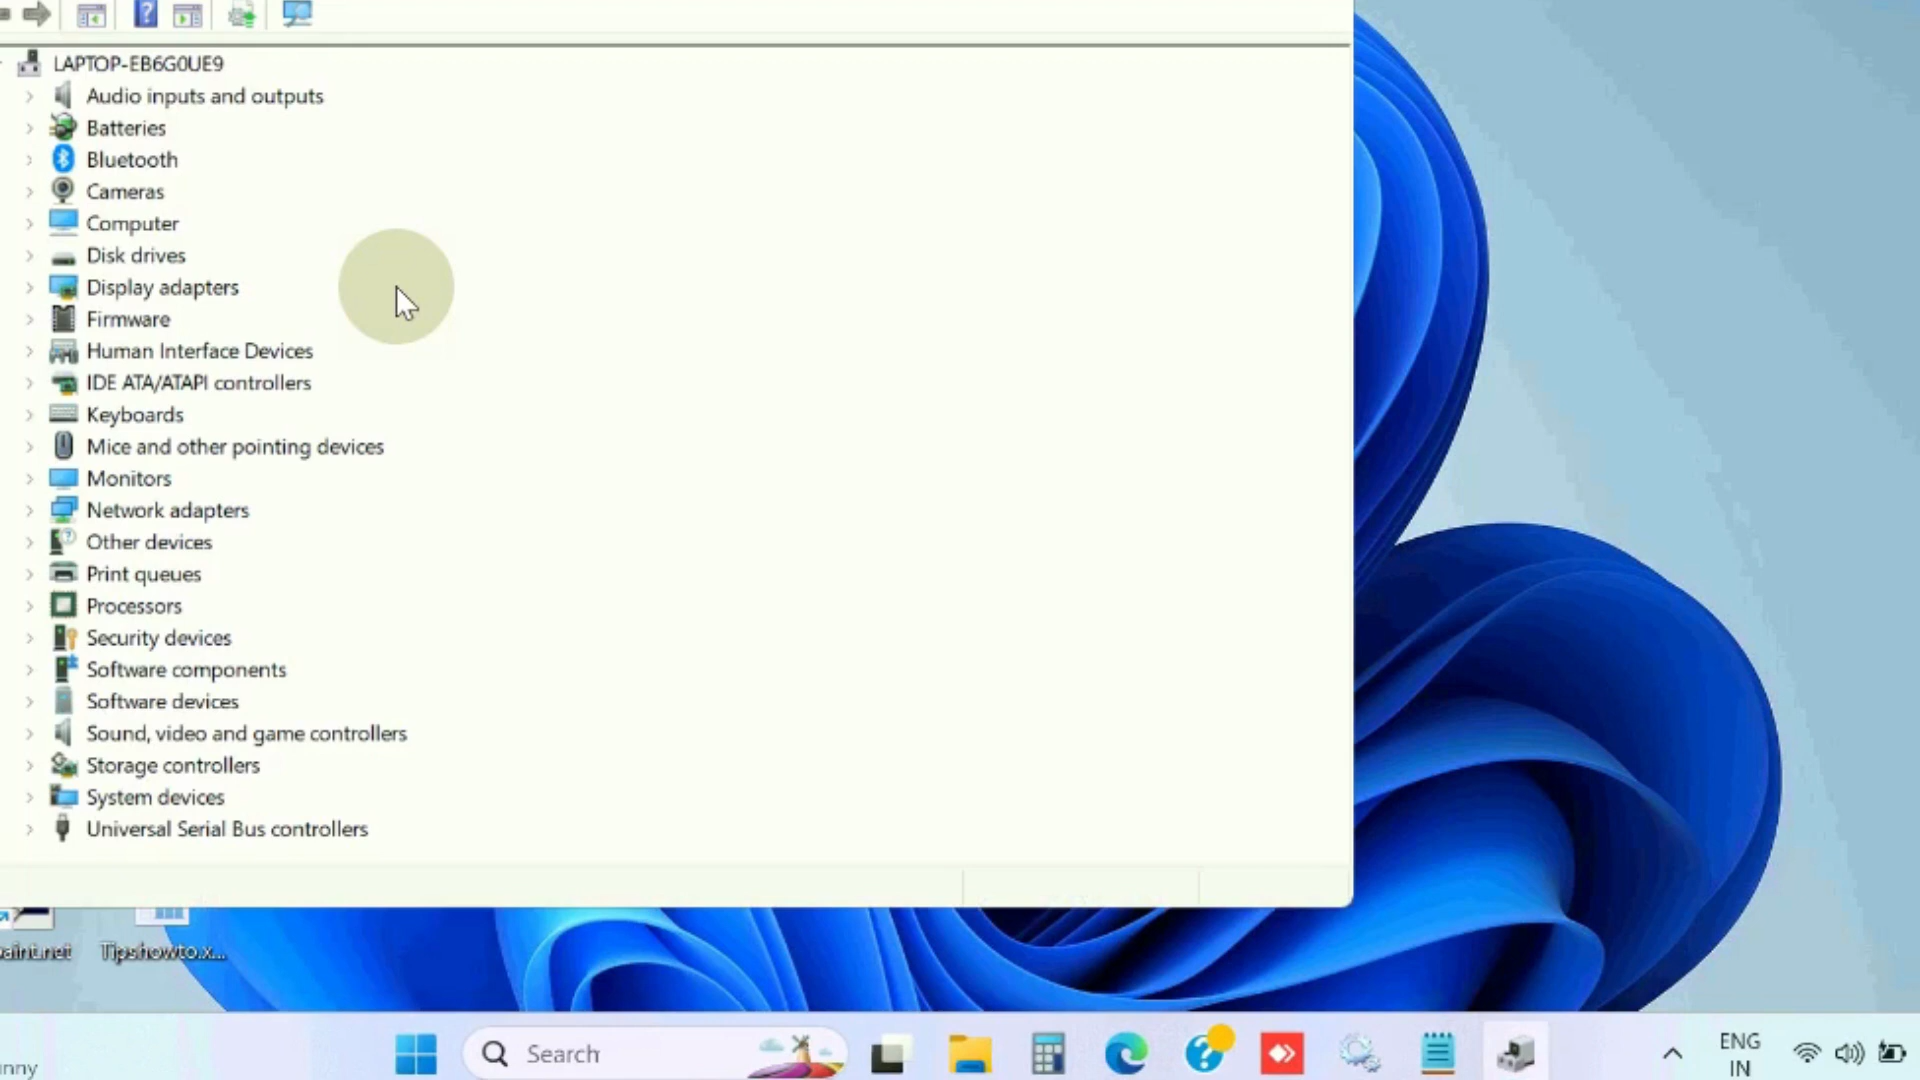 LAPTOP-EB6G0UE9
Audio inputs and outputs
Batteries
Bluetooth
Cameras
Computer
Disk drives
Display adapters
Firmware
Human Interface Devices
IDE ATA/ATAPI controllers
Keyboards
Mice and other pointing devices
Monitors
Network adapters
Other devices
Print queues
Processors
Security devices
Software components
Software devices
Sound, video and game controllers
Storage controllers
System devices
Universal Serial Bus controllers
aint.net Tipshowto.x...
Search
ENG
IN
nny